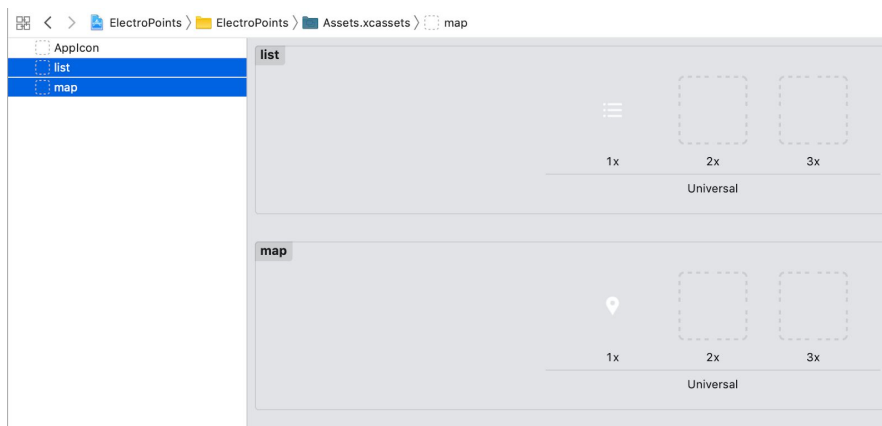 ElectroPoints ElectroPoints Assets.xcassets map
AppIcon
list
map
list
1x 2x 3x
Universal
map
1x 2x 3x
Universal